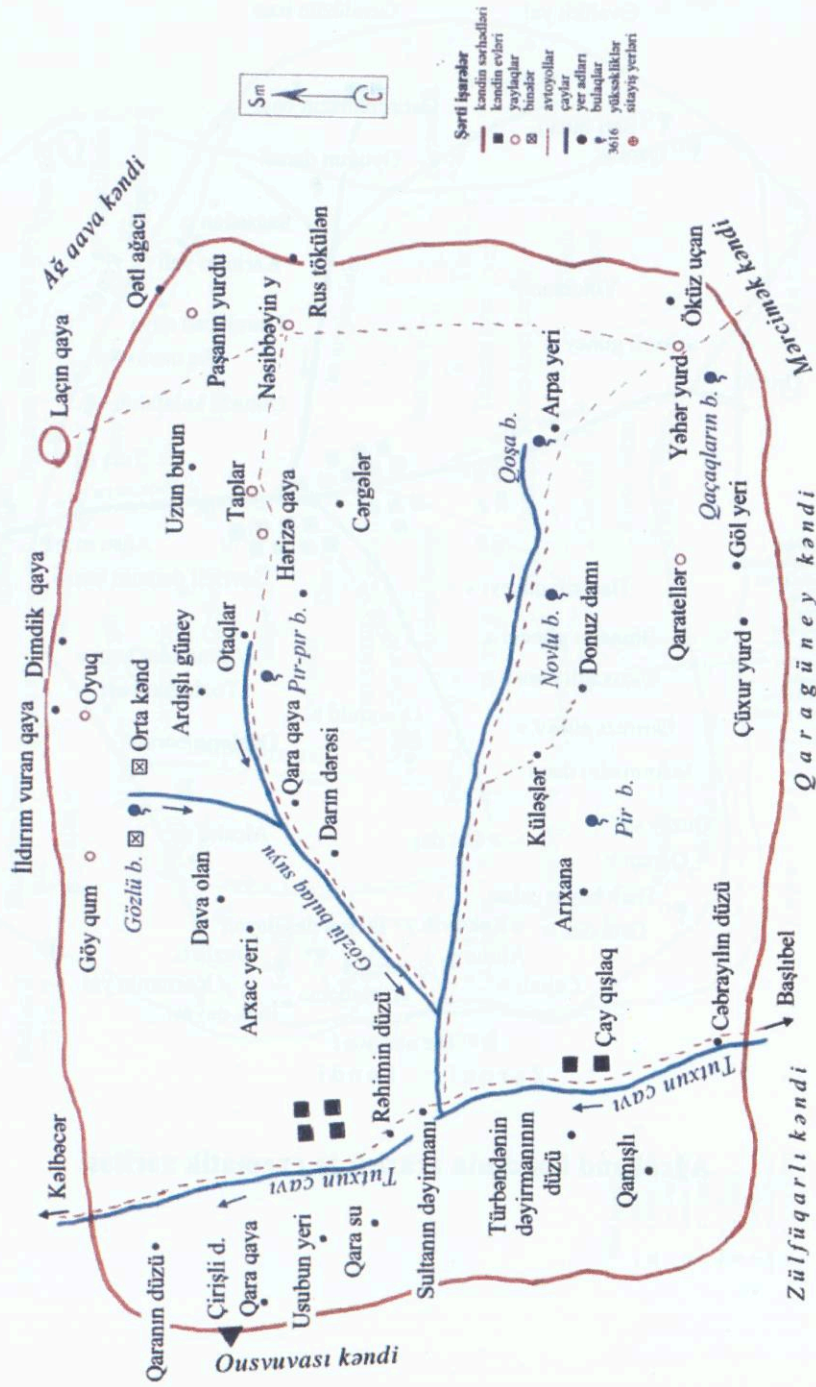 Ağ qava kəndi
Laçın qaya
Qətl ağacı
Paşanın yurdu
Nəsibbəyin y
Rus tökülən
Uzun burun
Taplar
Hərizə qaya
Cərgələr
İldırım vuran qaya
Dimdik qaya
Oyuq
Orta kənd
Ardışlı güney
Otaqlar
Pır-pır b.
Qara qaya
Darın dərəsi
Göy qum
Gözlü b.
Dava olan
Arxac yeri
Gözlü bulaq suyu
Kəlbəcər
Rəhimin düzü
Tutxun çayı
Qaranın düzü
Çirişli d.
Qara qaya
Usubun yeri
Qara su
Sultanın dəyirmanı
Qoşa b.
Arpa yeri
Novlu b.
Donuz damı
Küləşlər
Pir b.
Arxana
Çay qışlaq
Türbəndənin
dəyirmanının
düzü
Qamışlı
Tutxun çayı
Cəbrayılın düzü
Başlıbel
Öküz uçan
Yəhər yurd
Qaçaqların b.
Qaratellər
Göl yeri
Çüxur yurd
Mərcimək kəndi
Qaragüney kəndi
Zülfüqarlı kəndi
Ousvuvası kəndi
Şm
C
Şərti işarələr
kəndin sərhədləri
kəndin evləri
yaylaqlar
binələr
avtoyollar
çaylar
yer adları
bulaqlar
3616 yüksəkliklər
sitayiş yerləri